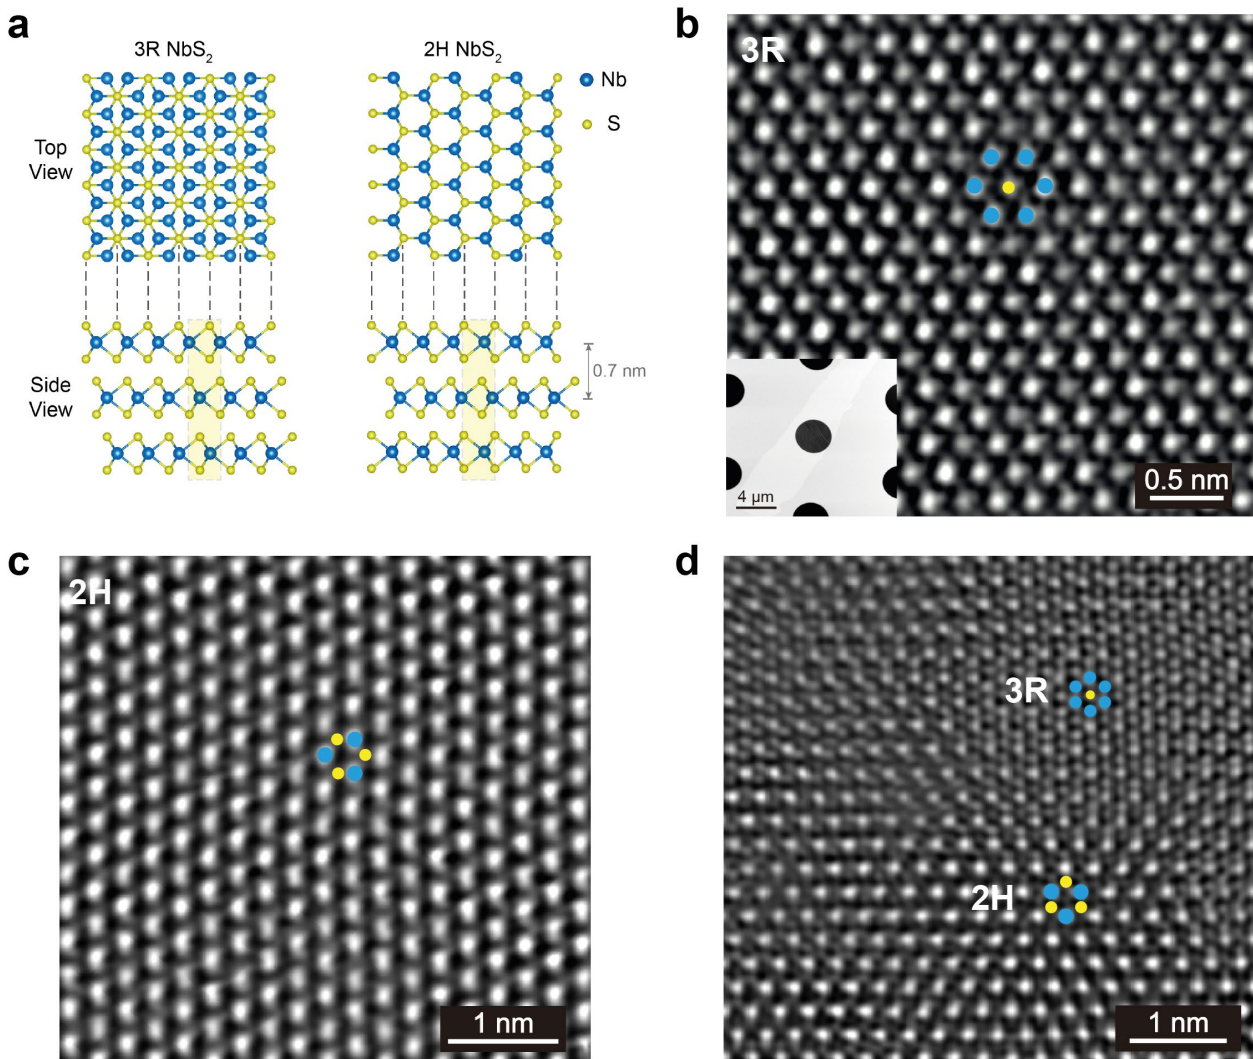 a
3R NbS₂
2H NbS₂
Nb
S
Top
View
Side
View
0.7 nm
b
3R
4 µm
0.5 nm
c
2H
1 nm
d
3R
2H
1 nm